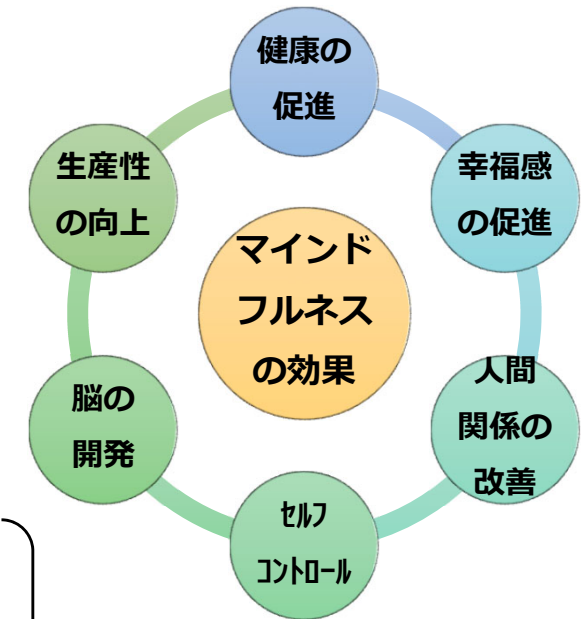 健康の
促進
幸福感
の促進
人間
関係の
改善
ｾﾙﾌ
ｺﾝﾄﾛｰﾙ
脳の
開発
生産性
の向上
マインド
フルネス
の効果